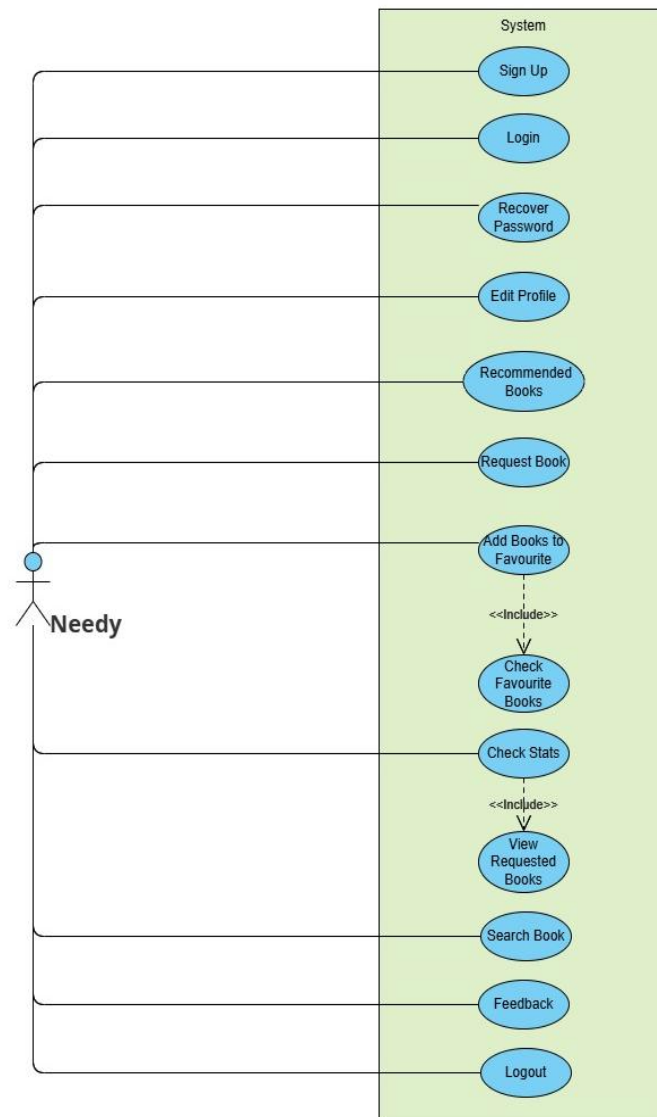 System
Sign Up
Login
Recover
Password
Edit Profile
Recommended
Books
Request Book
Add Books to
Favourite
<<Include>>
Needy
Check
Favourite
Books
Check Stats
<<Include>>
View
Requested
Books
Search Book
Feedback
Logout